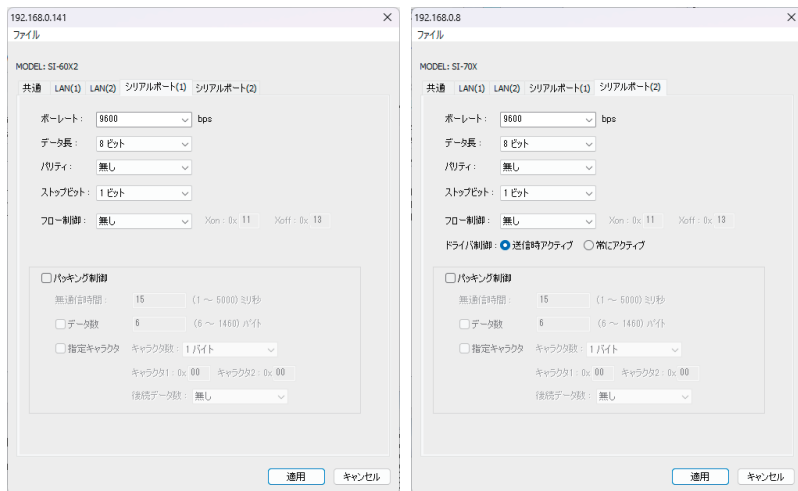 192.168.0.141
ファイル
MODEL: SI-60X2
共通 LAN(1) LAN(2) シリアルポート(1) シリアルポート(2)
ボーレート: 9600 bps
データ長: 8 ビット
パリティ: 無し
ストップビット: 1 ビット
フロー制御: 無し Xon: 0x 11 Xoff: 0x 13
パッキング制御
無通信時間: 15 (1 ～ 5000) ミリ秒
データ数 6 (6 ～ 1460) バイト
指定キャラクタ キャラクタ数: 1 バイト
キャラクタ1: 0x 00 キャラクタ2: 0x 00
後続データ数: 無し
適用 キャンセル
192.168.0.8
ファイル
MODEL: SI-70X
共通 LAN(1) LAN(2) シリアルポート(1) シリアルポート(2)
ボーレート: 9600 bps
データ長: 8 ビット
パリティ: 無し
ストップビット: 1 ビット
フロー制御: 無し Xon: 0x 11 Xoff: 0x 13
ドライバ制御: 送信時アクティブ 常にアクティブ
パッキング制御
無通信時間: 15 (1 ～ 5000) ミリ秒
データ数 6 (6 ～ 1460) バイト
指定キャラクタ キャラクタ数: 1 バイト
キャラクタ1: 0x 00 キャラクタ2: 0x 00
後続データ数: 無し
適用 キャンセル